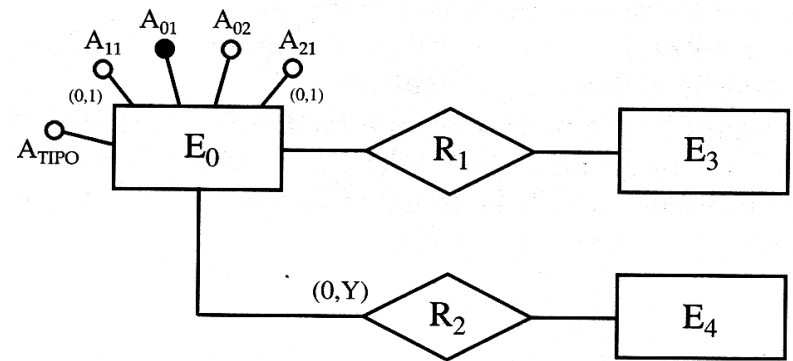 A11 A01 A02 A21
(0,1) (0,1)
ATIPO E0 R1 E3
(0,Y) R2 E4